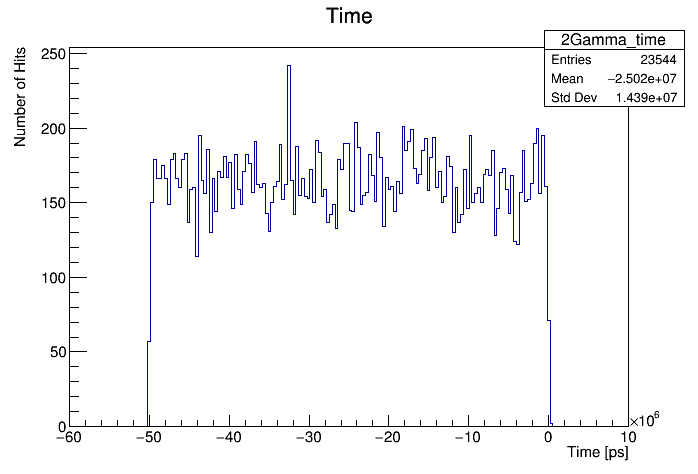 Time
2Gamma_time
Entries 23544
Mean −2.502e+07
Std Dev 1.439e+07
Number of Hits
250
200
150
100
50
0
−60 −50 −40 −30 −20 −10 0 10
×10⁶
Time [ps]